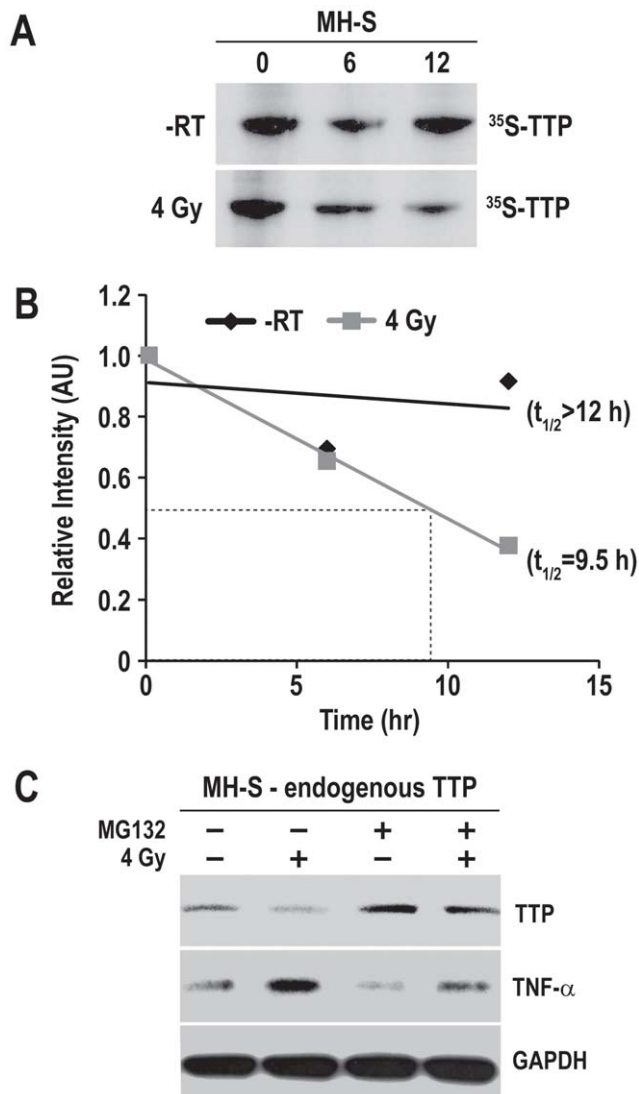 A
MH-S
0 6 12
-RT ³⁵S-TTP
4 Gy ³⁵S-TTP
B
-RT 4 Gy
1.2
1.0
0.8
0.6
0.4
0.2
0
Relative Intensity (AU)
(t₁/₂>12 h)
(t₁/₂=9.5 h)
0 5 10 15
Time (hr)
C
MH-S - endogenous TTP
MG132 – – + +
4 Gy – + – +
TTP
TNF-α
GAPDH